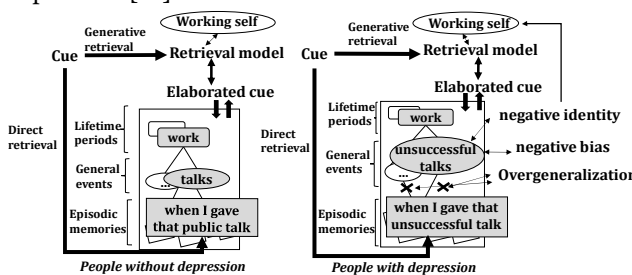 Working self
Generative
retrieval
Cue
Retrieval model
Elaborated cue
Lifetime
periods
work
Direct
retrieval
General
events
...
talks
Episodic
memories
when I gave
that public talk
People without depression
Working self
Generative
retrieval
Cue
Retrieval model
Elaborated cue
Lifetime
periods
work
negative identity
Direct
retrieval
General
events
unsuccessful
talks
negative bias
...
Overgeneralization
Episodic
memories
when I gave that
unsuccessful talk
People with depression